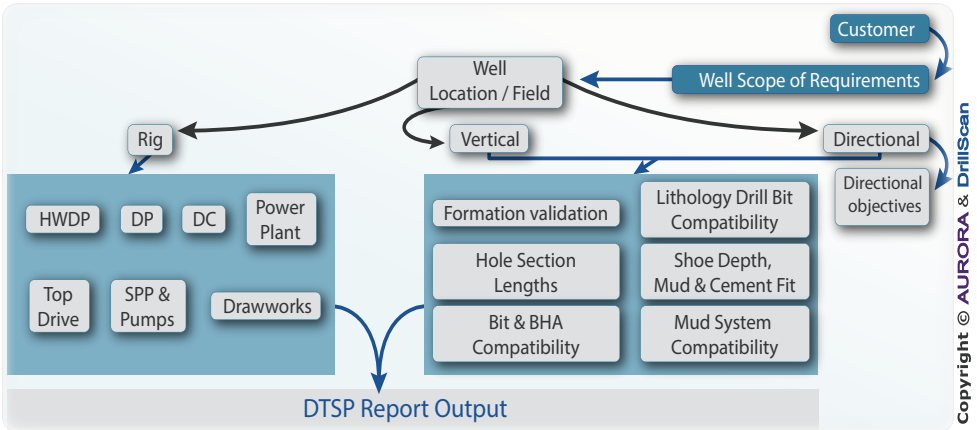 Customer
Well Scope of Requirements
Well
Location / Field
Rig
Vertical
Directional
Directional
objectives
HWDP
DP
DC
Power
Plant
Top
Drive
SPP &
Pumps
Drawworks
Formation validation
Lithology Drill Bit
Compatibility
Hole Section
Lengths
Shoe Depth,
Mud & Cement Fit
Bit & BHA
Compatibility
Mud System
Compatibility
DTSP Report Output
Copyright © AURORA & DrillScan